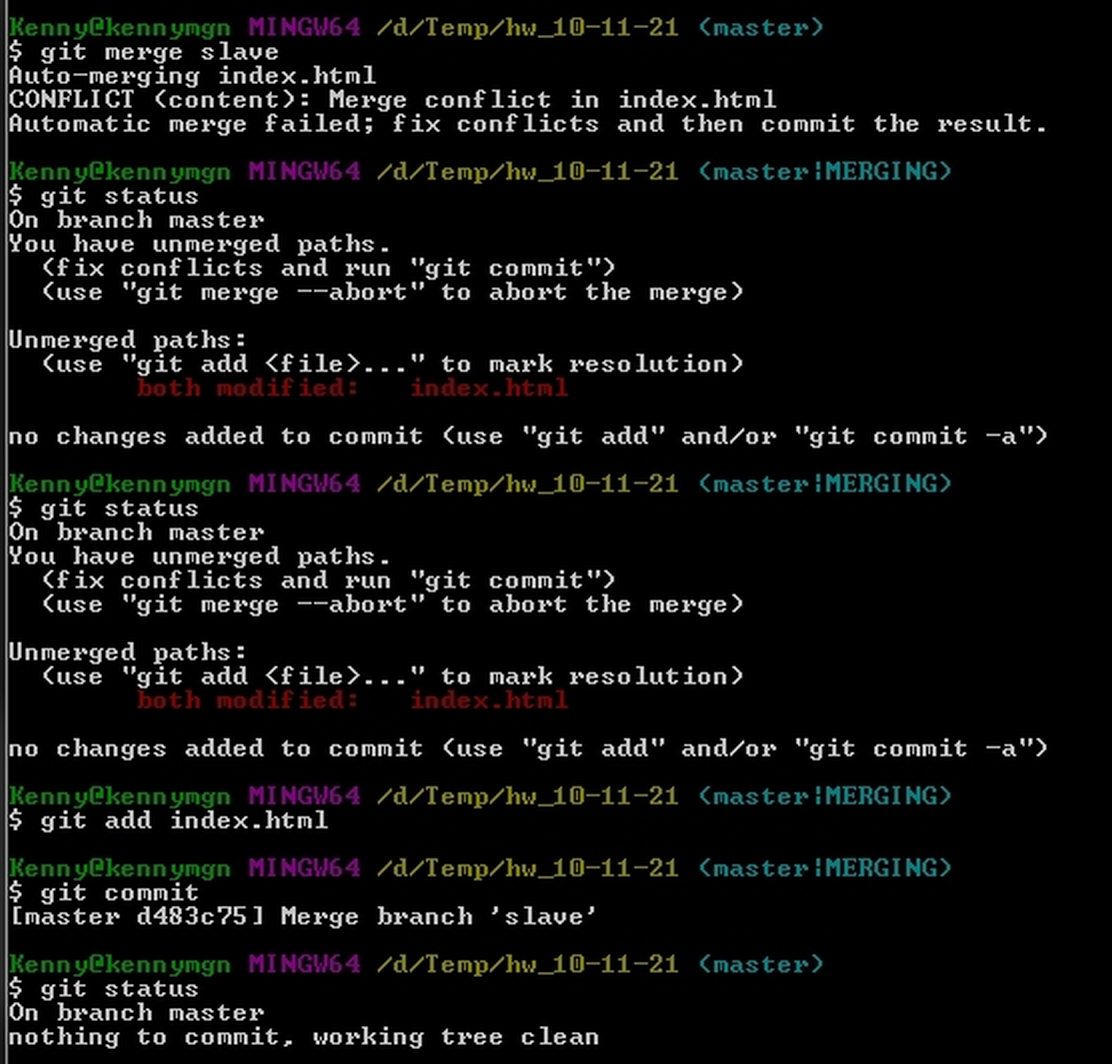 Kenny@kennymgn MINGW64 /d/Temp/hw_10-11-21 (master)
$ git merge slave
Auto-merging index.html
CONFLICT (content): Merge conflict in index.html
Automatic merge failed; fix conflicts and then commit the result.
Kenny@kennymgn MINGW64 /d/Temp/hw_10-11-21 (master|MERGING)
$ git status
On branch master
You have unmerged paths.
  (fix conflicts and run "git commit")
  (use "git merge --abort" to abort the merge)
Unmerged paths:
  (use "git add <file>..." to mark resolution)
        both modified:   index.html
no changes added to commit (use "git add" and/or "git commit -a")
Kenny@kennymgn MINGW64 /d/Temp/hw_10-11-21 (master|MERGING)
$ git status
On branch master
You have unmerged paths.
  (fix conflicts and run "git commit")
  (use "git merge --abort" to abort the merge)
Unmerged paths:
  (use "git add <file>..." to mark resolution)
        both modified:   index.html
no changes added to commit (use "git add" and/or "git commit -a")
Kenny@kennymgn MINGW64 /d/Temp/hw_10-11-21 (master|MERGING)
$ git add index.html
Kenny@kennymgn MINGW64 /d/Temp/hw_10-11-21 (master|MERGING)
$ git commit
[master d483c75] Merge branch 'slave'
Kenny@kennymgn MINGW64 /d/Temp/hw_10-11-21 (master)
$ git status
On branch master
nothing to commit, working tree clean